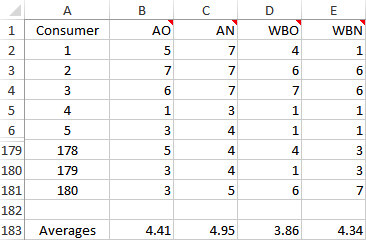 A B C D E
1 Consumer AO AN WBO WBN
2 1 5 7 4 1
3 2 7 7 6 6
4 3 6 7 7 6
5 4 1 3 1 1
6 5 3 4 1 1
179 178 5 4 4 3
180 179 3 4 1 3
181 180 3 5 6 7
182
183 Averages 4.41 4.95 3.86 4.34